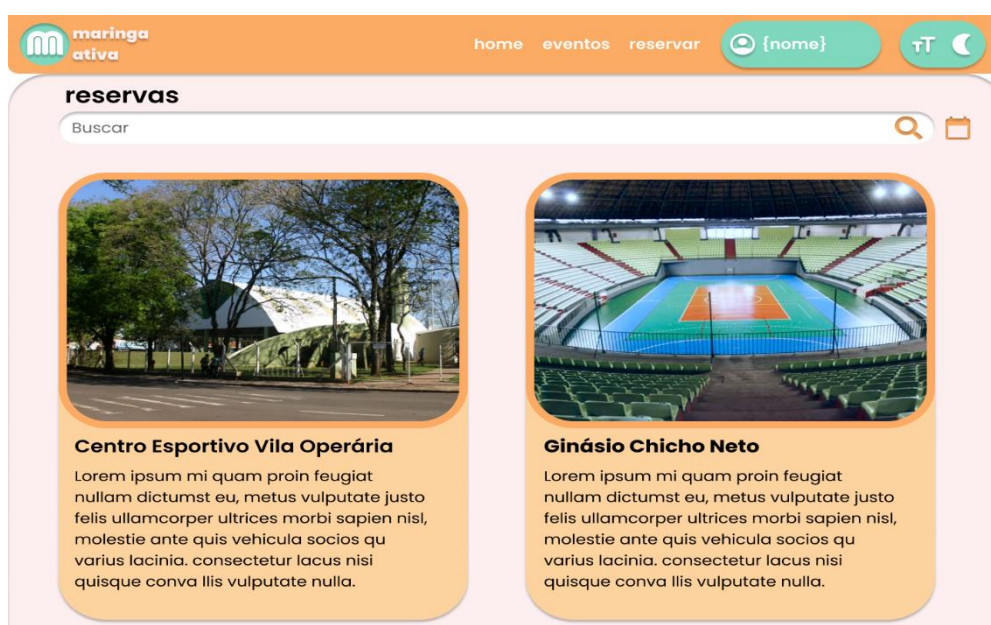 maringa
ativa
home eventos reservar {nome} TT
reservas
Buscar
Centro Esportivo Vila Operária
Lorem ipsum mi quam proin feugiat
nullam dictumst eu, metus vulputate justo
felis ullamcorper ultrices morbi sapien nisl,
molestie ante quis vehicula socios qu
varius lacinia. consectetur lacus nisi
quisque conva llis vulputate nulla.
Ginásio Chicho Neto
Lorem ipsum mi quam proin feugiat
nullam dictumst eu, metus vulputate justo
felis ullamcorper ultrices morbi sapien nisl,
molestie ante quis vehicula socios qu
varius lacinia. consectetur lacus nisi
quisque conva llis vulputate nulla.